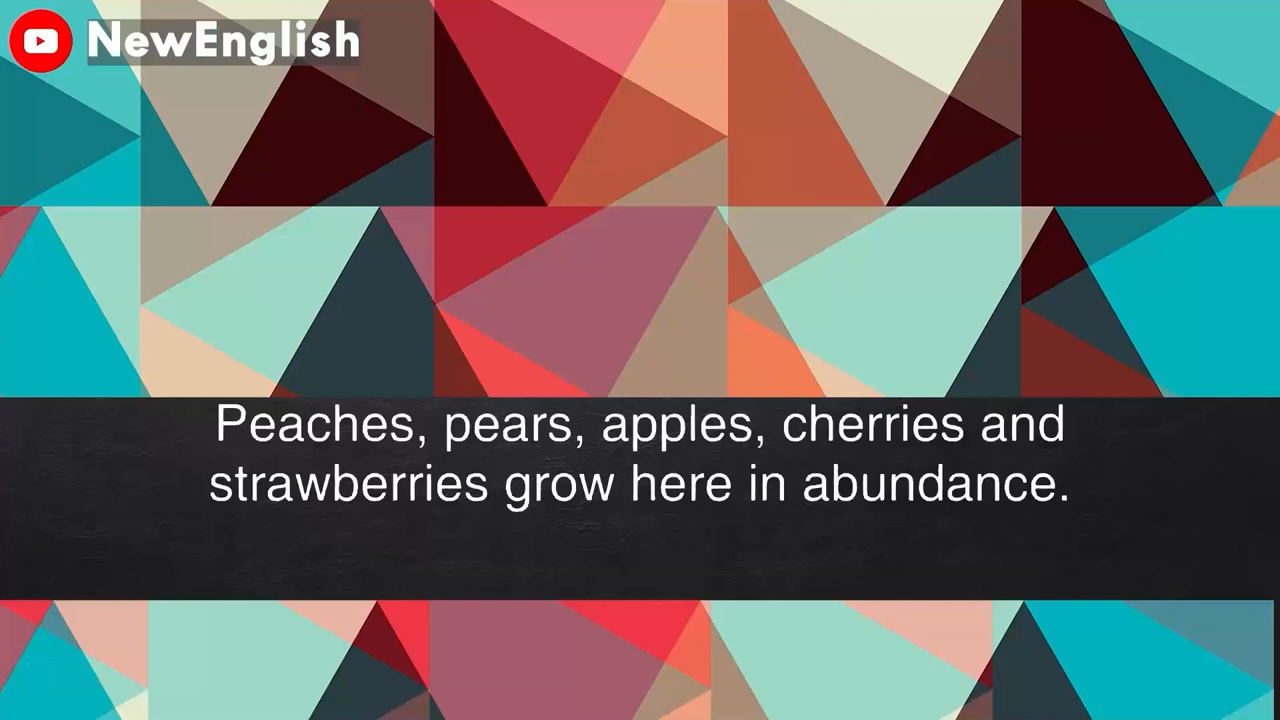 NewEnglish
Peaches, pears, apples, cherries and
strawberries grow here in abundance.